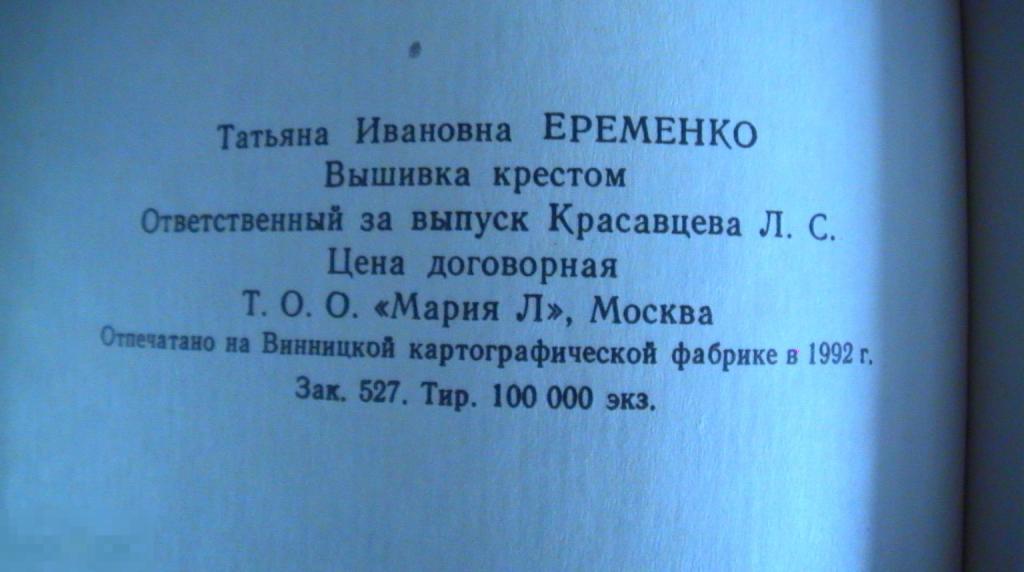 Татьяна Ивановна ЕРЕМЕНКО
Вышивка крестом
Ответственный за выпуск Красавцева Л. С.
Цена договорная
Т. О. О. «Мария Л», Москва
Отпечатано на Винницкой картографической фабрике в 1992 г.
Зак. 527. Тир. 100 000 экз.